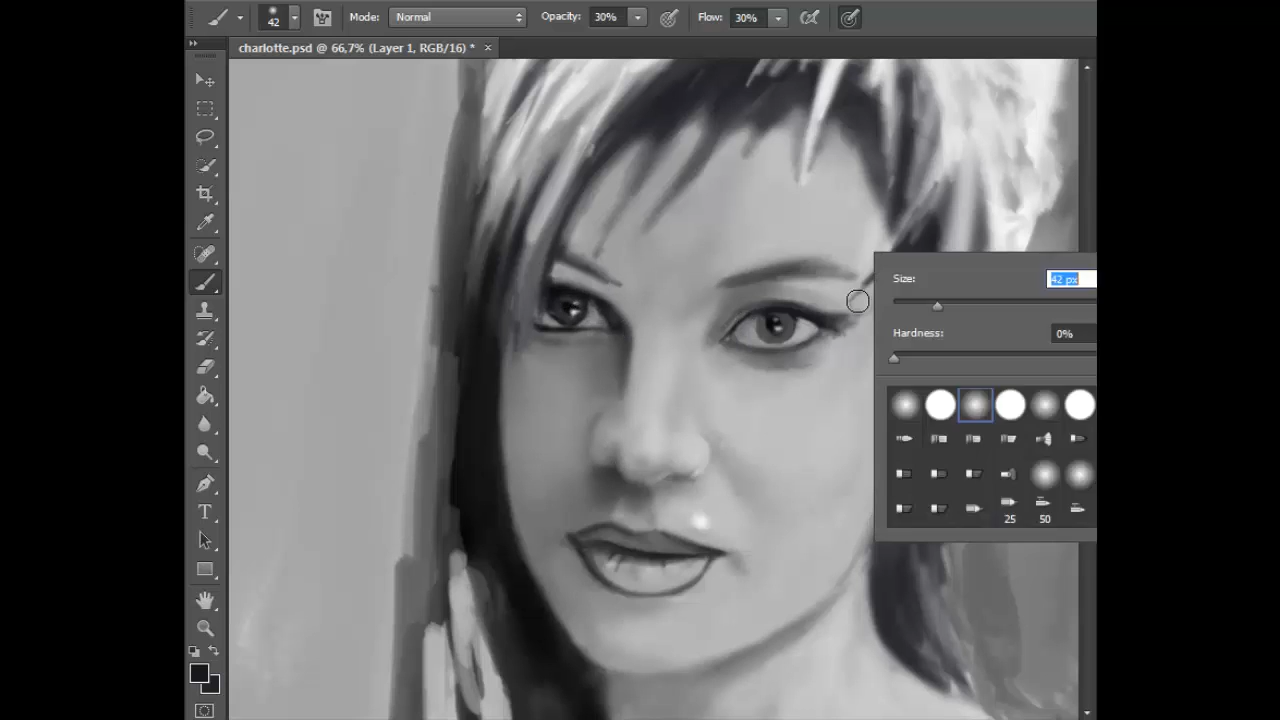 42 Mode: Normal Opacity: 30% Flow: 30%
charlotte.psd @ 66,7% (Layer 1, RGB/16) * ×
Size: 42 px
Hardness: 0%
25 50
T